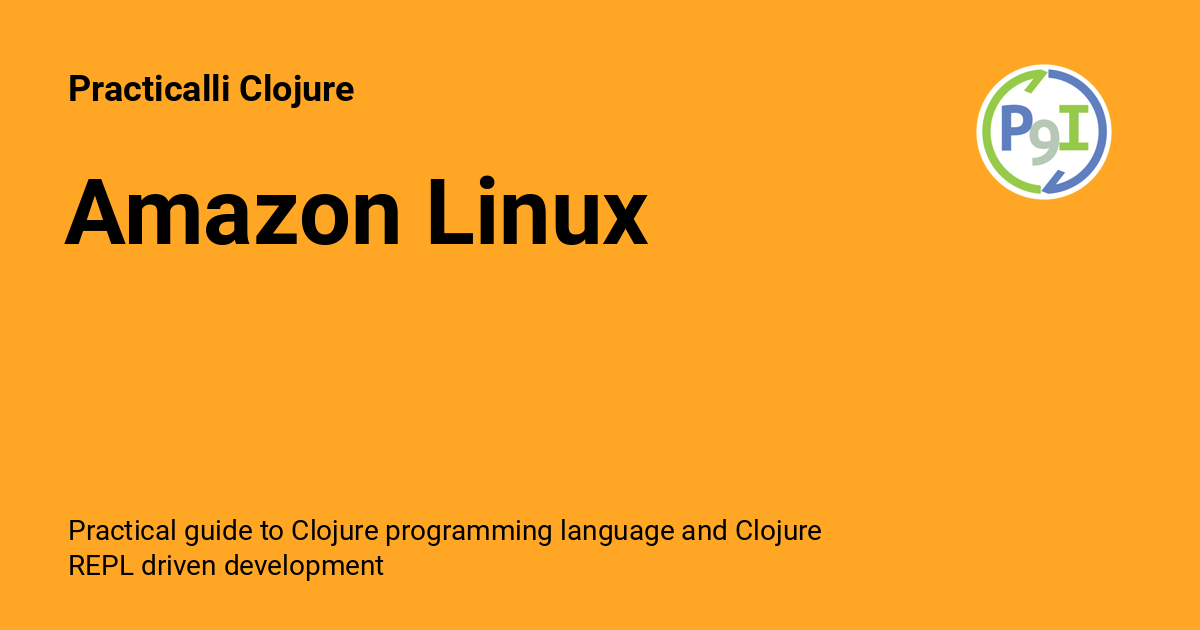 Practicalli Clojure
P9I
Amazon Linux
Practical guide to Clojure programming language and Clojure
REPL driven development